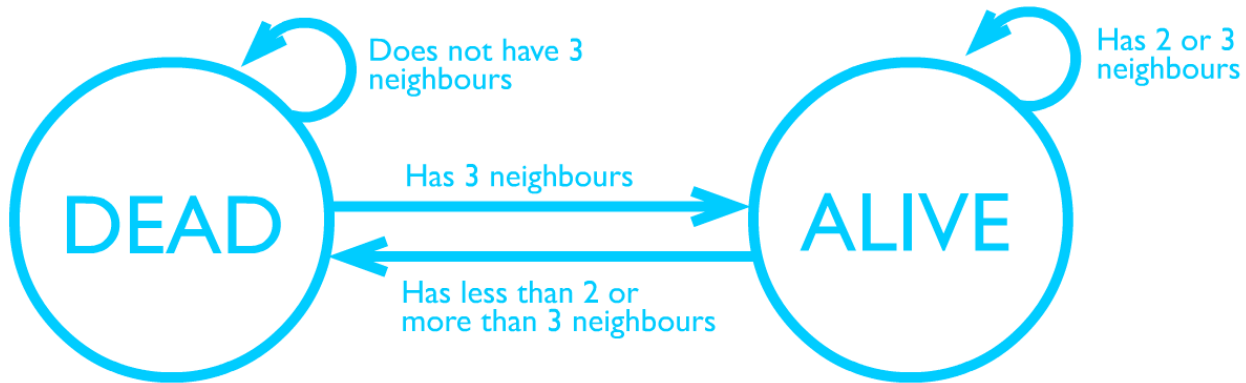 Does not have 3
neighbours
Has 2 or 3
neighbours
Has 3 neighbours
DEAD
ALIVE
Has less than 2 or
more than 3 neighbours